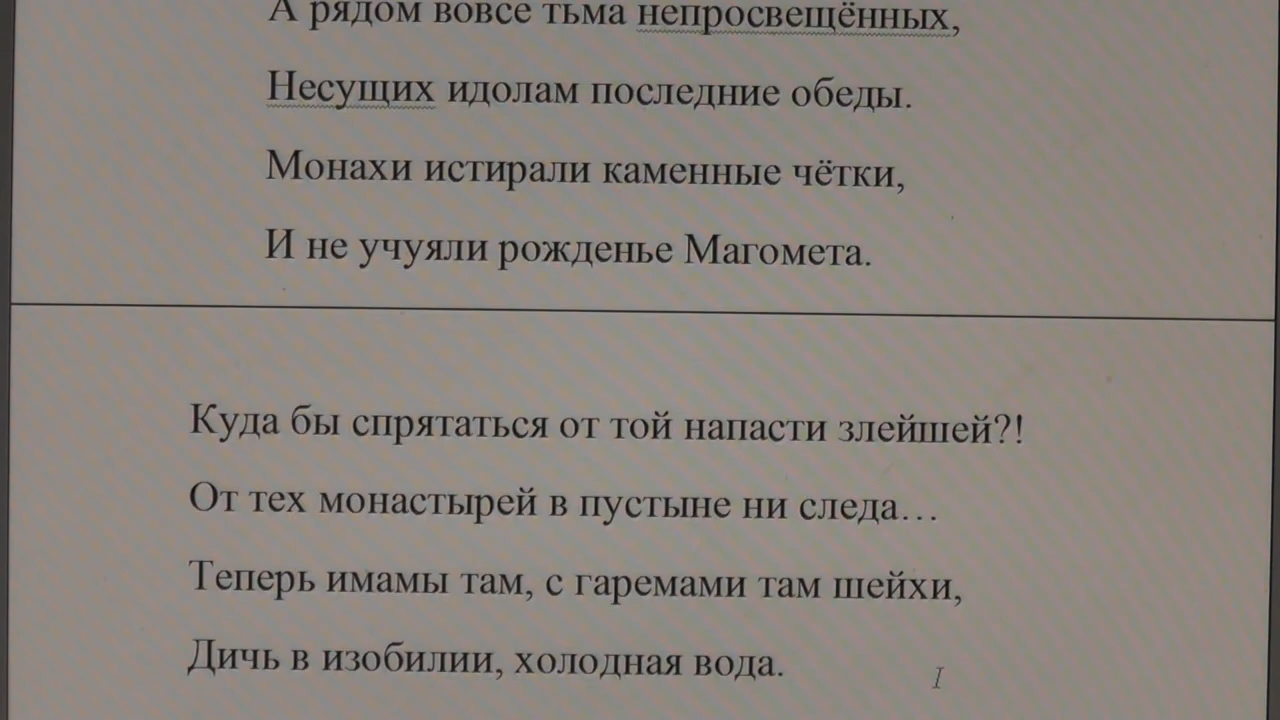 А рядом вовсе тьма непросвещённых,
Несущих идолам последние обеды.
Монахи истирали каменные чётки,
И не учуяли рожденье Магомета.
Куда бы спрятаться от той напасти злейшей?!
От тех монастырей в пустыне ни следа…
Теперь имамы там, с гаремами там шейхи,
Дичь в изобилии, холодная вода.